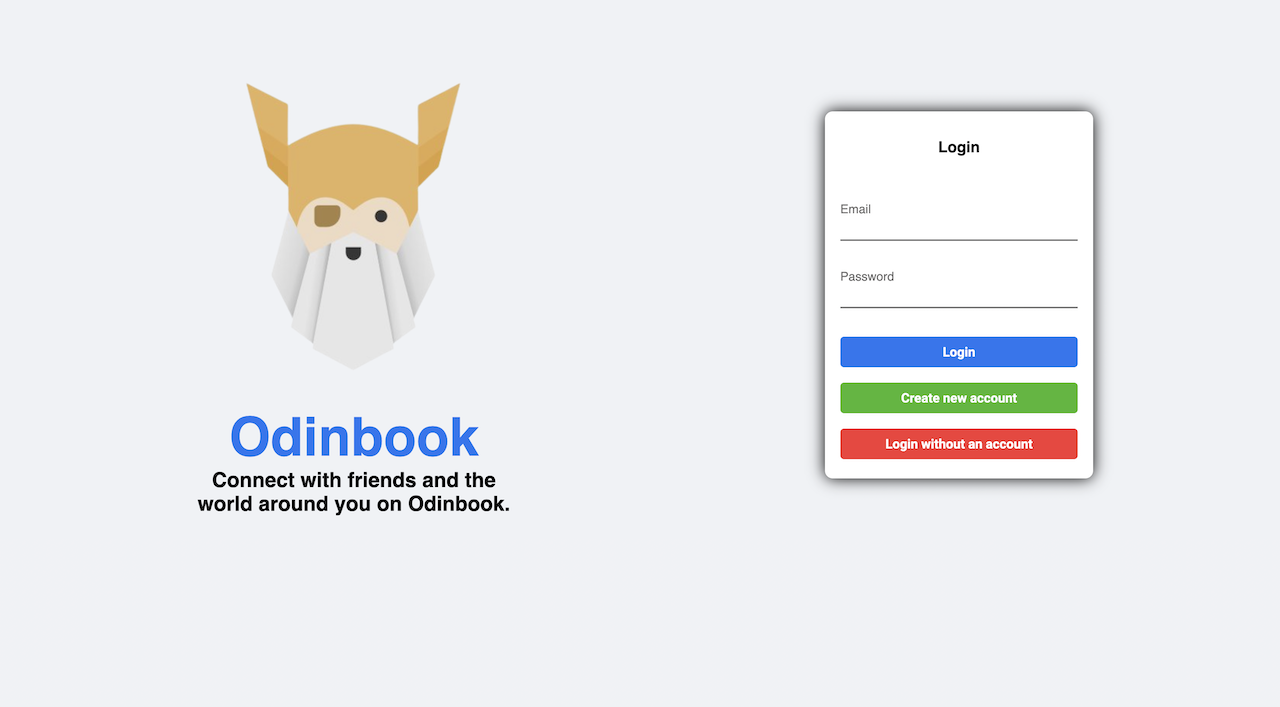 Odinbook
Connect with friends and the
world around you on Odinbook.
Login
Email
Password
Login
Create new account
Login without an account